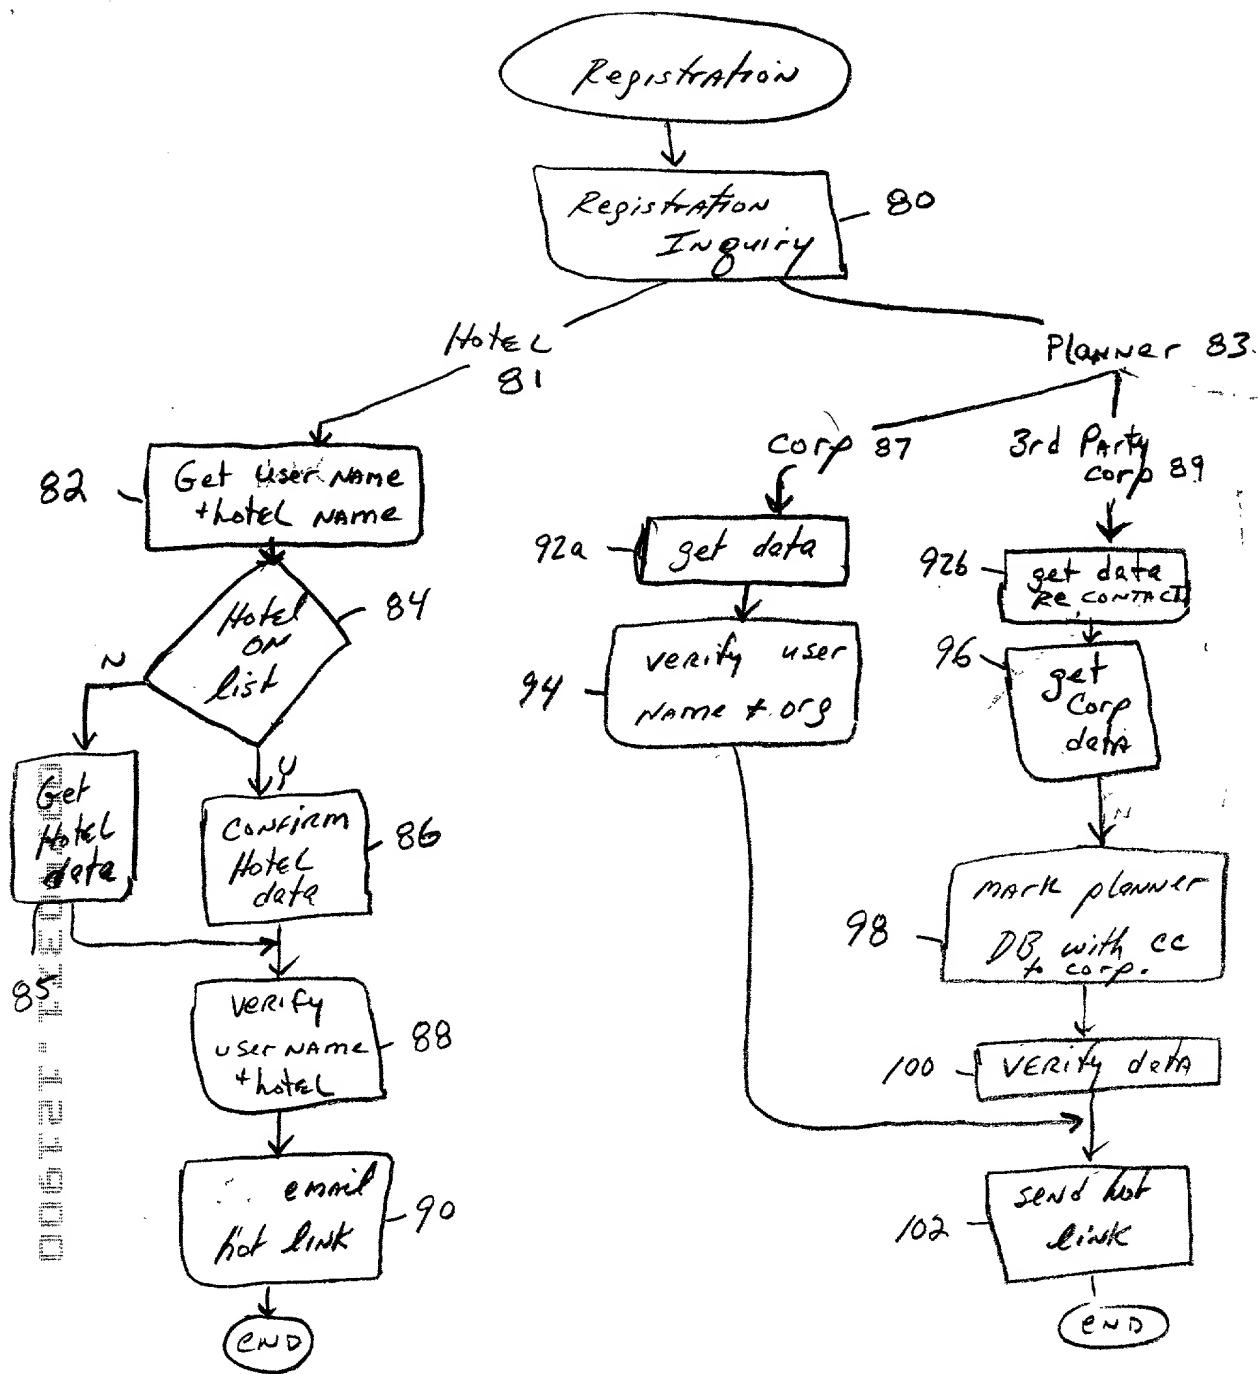 Registration
Registration
Inquiry
80
Hotel
81
Planner 83
82
Get user name
+ hotel name
Corp 87
3rd Party
corp 89
92a
get data
92b
get data
re contact
Hotel
on
list
84
N
Y
94
verify user
name + org
96
get
Corp
data
Get
Hotel
data
85
Confirm
Hotel
data
86
98
mark planner
DB with cc
to corp.
verify
user name
+ hotel
88
100
verify data
email
hot link
90
102
send hot
link
end
end